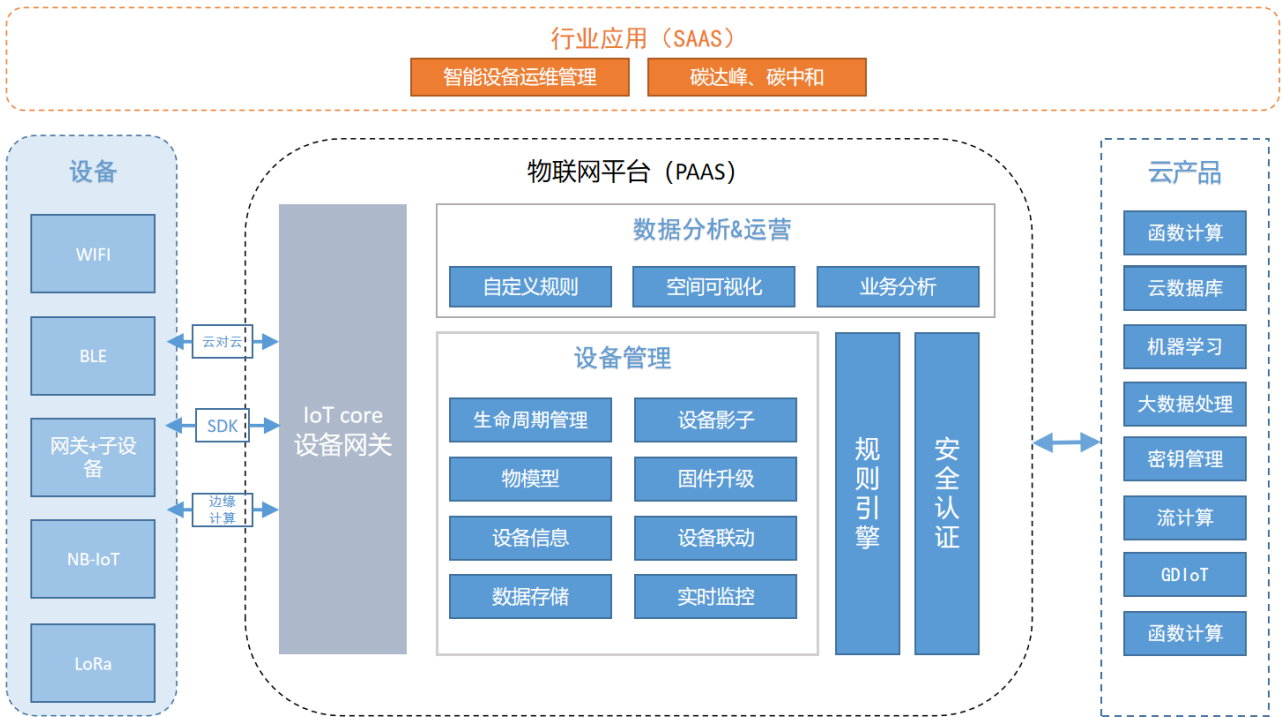 行业应用（SAAS）
智能设备运维管理
碳达峰、碳中和
设备
WIFI
BLE
网关+子设
备
NB-IoT
LoRa
云对云
SDK
边缘
计算
物联网平台（PAAS）
IoT core
设备网关
数据分析&运营
自定义规则
空间可视化
业务分析
设备管理
生命周期管理
设备影子
物模型
固件升级
设备信息
设备联动
数据存储
实时监控
规则引擎
安全认证
云产品
函数计算
云数据库
机器学习
大数据处理
密钥管理
流计算
GDIoT
函数计算